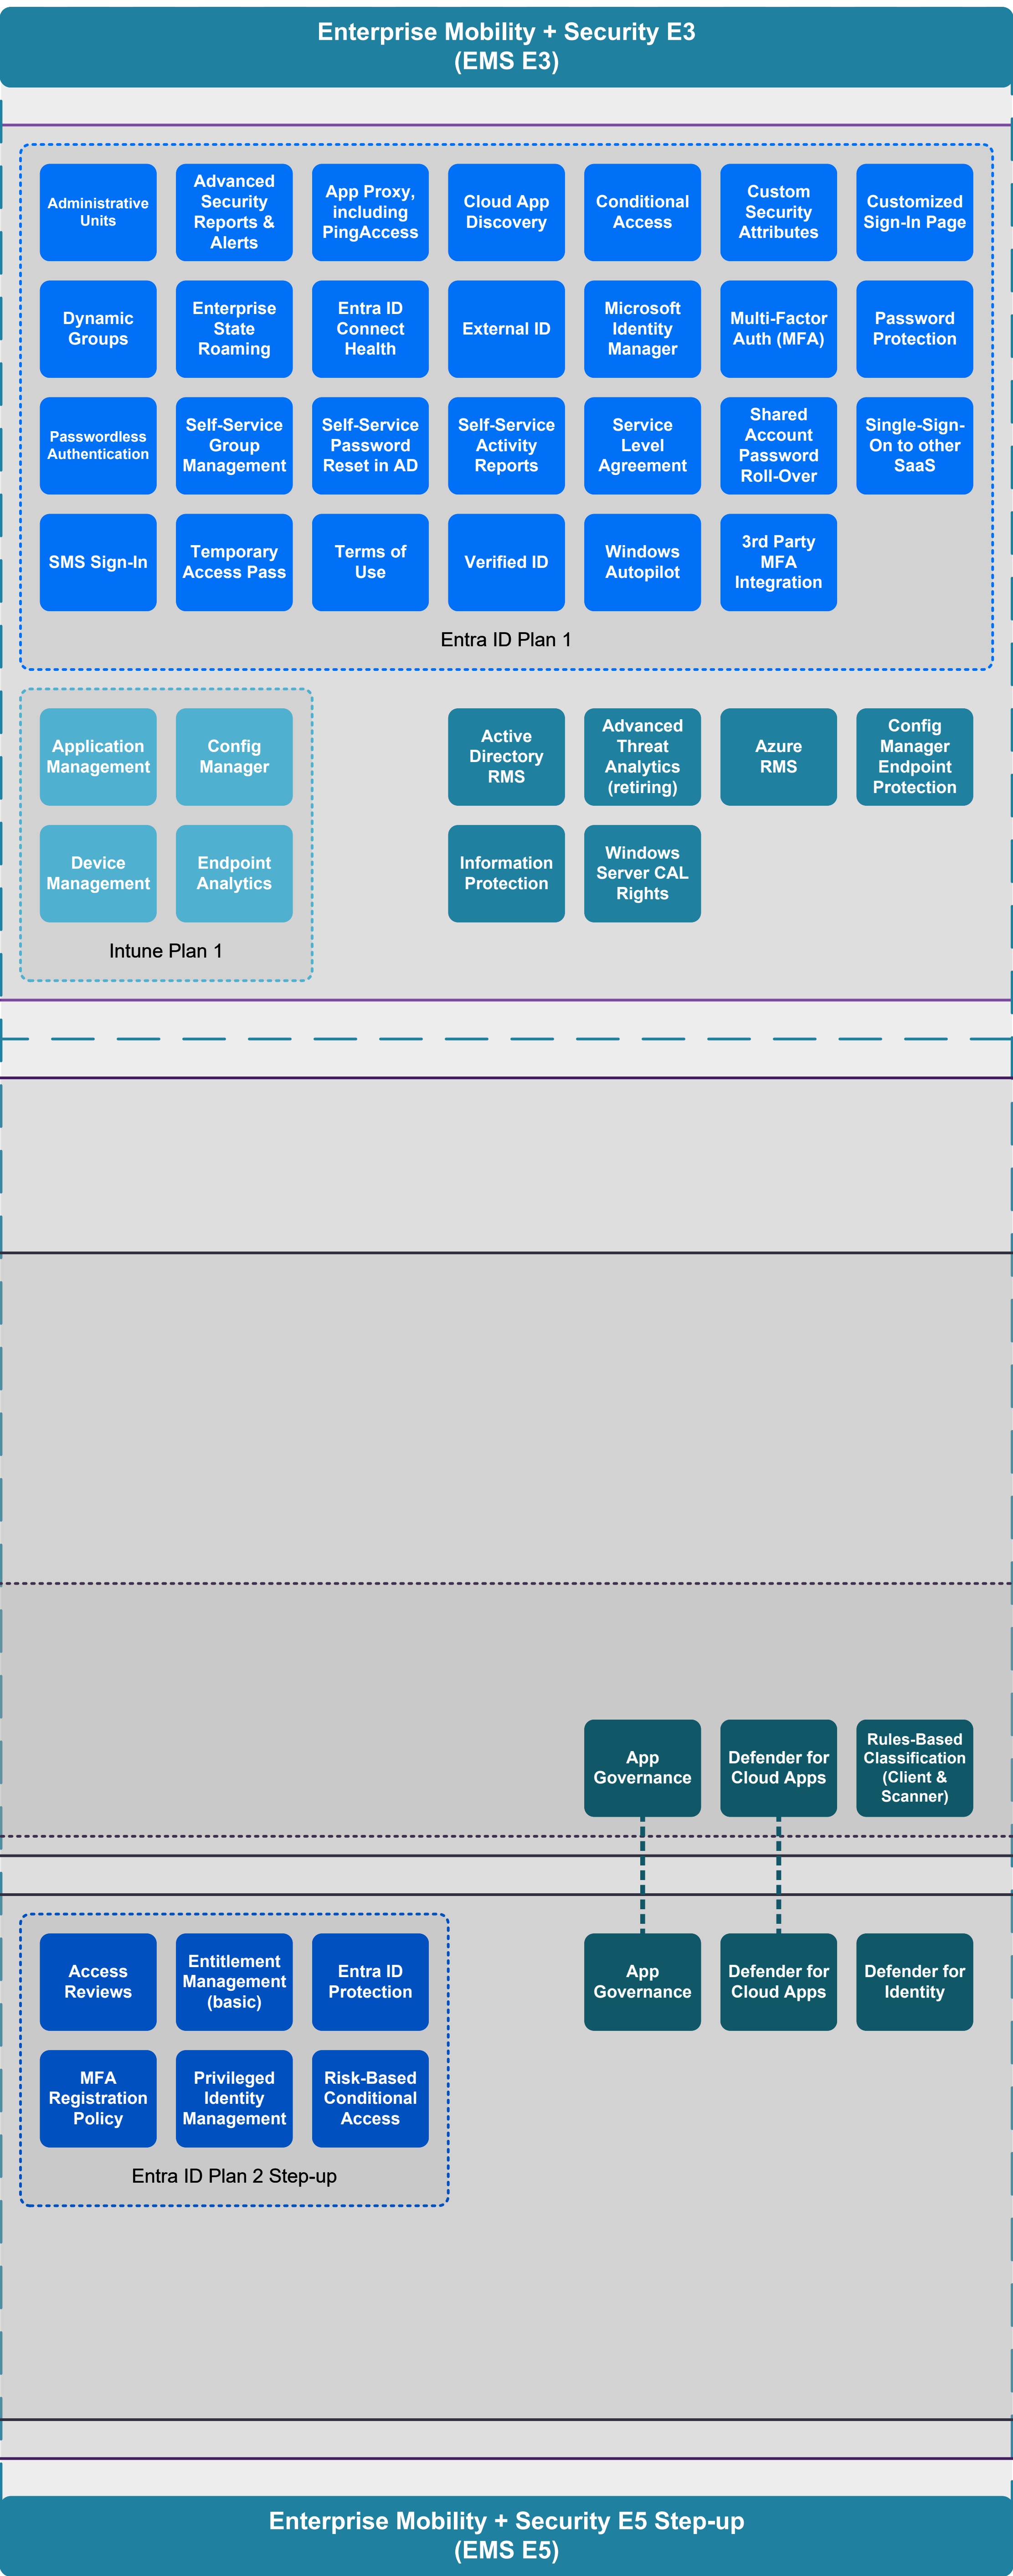 Enterprise Mobility + Security E3
(EMS E3)
Administrative
Units
Advanced
Security
Reports &
Alerts
App Proxy,
including
PingAccess
Cloud App
Discovery
Conditional
Access
Custom
Security
Attributes
Customized
Sign-In Page
Dynamic
Groups
Enterprise
State
Roaming
Entra ID
Connect
Health
External ID
Microsoft
Identity
Manager
Multi-Factor
Auth (MFA)
Password
Protection
Passwordless
Authentication
Self-Service
Group
Management
Self-Service
Password
Reset in AD
Self-Service
Activity
Reports
Service
Level
Agreement
Shared
Account
Password
Roll-Over
Single-Sign-
On to other
SaaS
SMS Sign-In
Temporary
Access Pass
Terms of
Use
Verified ID
Windows
Autopilot
3rd Party
MFA
Integration
Entra ID Plan 1
Application
Management
Config
Manager
Device
Management
Endpoint
Analytics
Intune Plan 1
Active
Directory
RMS
Advanced
Threat
Analytics
(retiring)
Azure
RMS
Config
Manager
Endpoint
Protection
Information
Protection
Windows
Server CAL
Rights
App
Governance
Defender for
Cloud Apps
Rules-Based
Classification
(Client &
Scanner)
Access
Reviews
Entitlement
Management
(basic)
Entra ID
Protection
MFA
Registration
Policy
Privileged
Identity
Management
Risk-Based
Conditional
Access
Entra ID Plan 2 Step-up
App
Governance
Defender for
Cloud Apps
Defender for
Identity
Enterprise Mobility + Security E5 Step-up
(EMS E5)